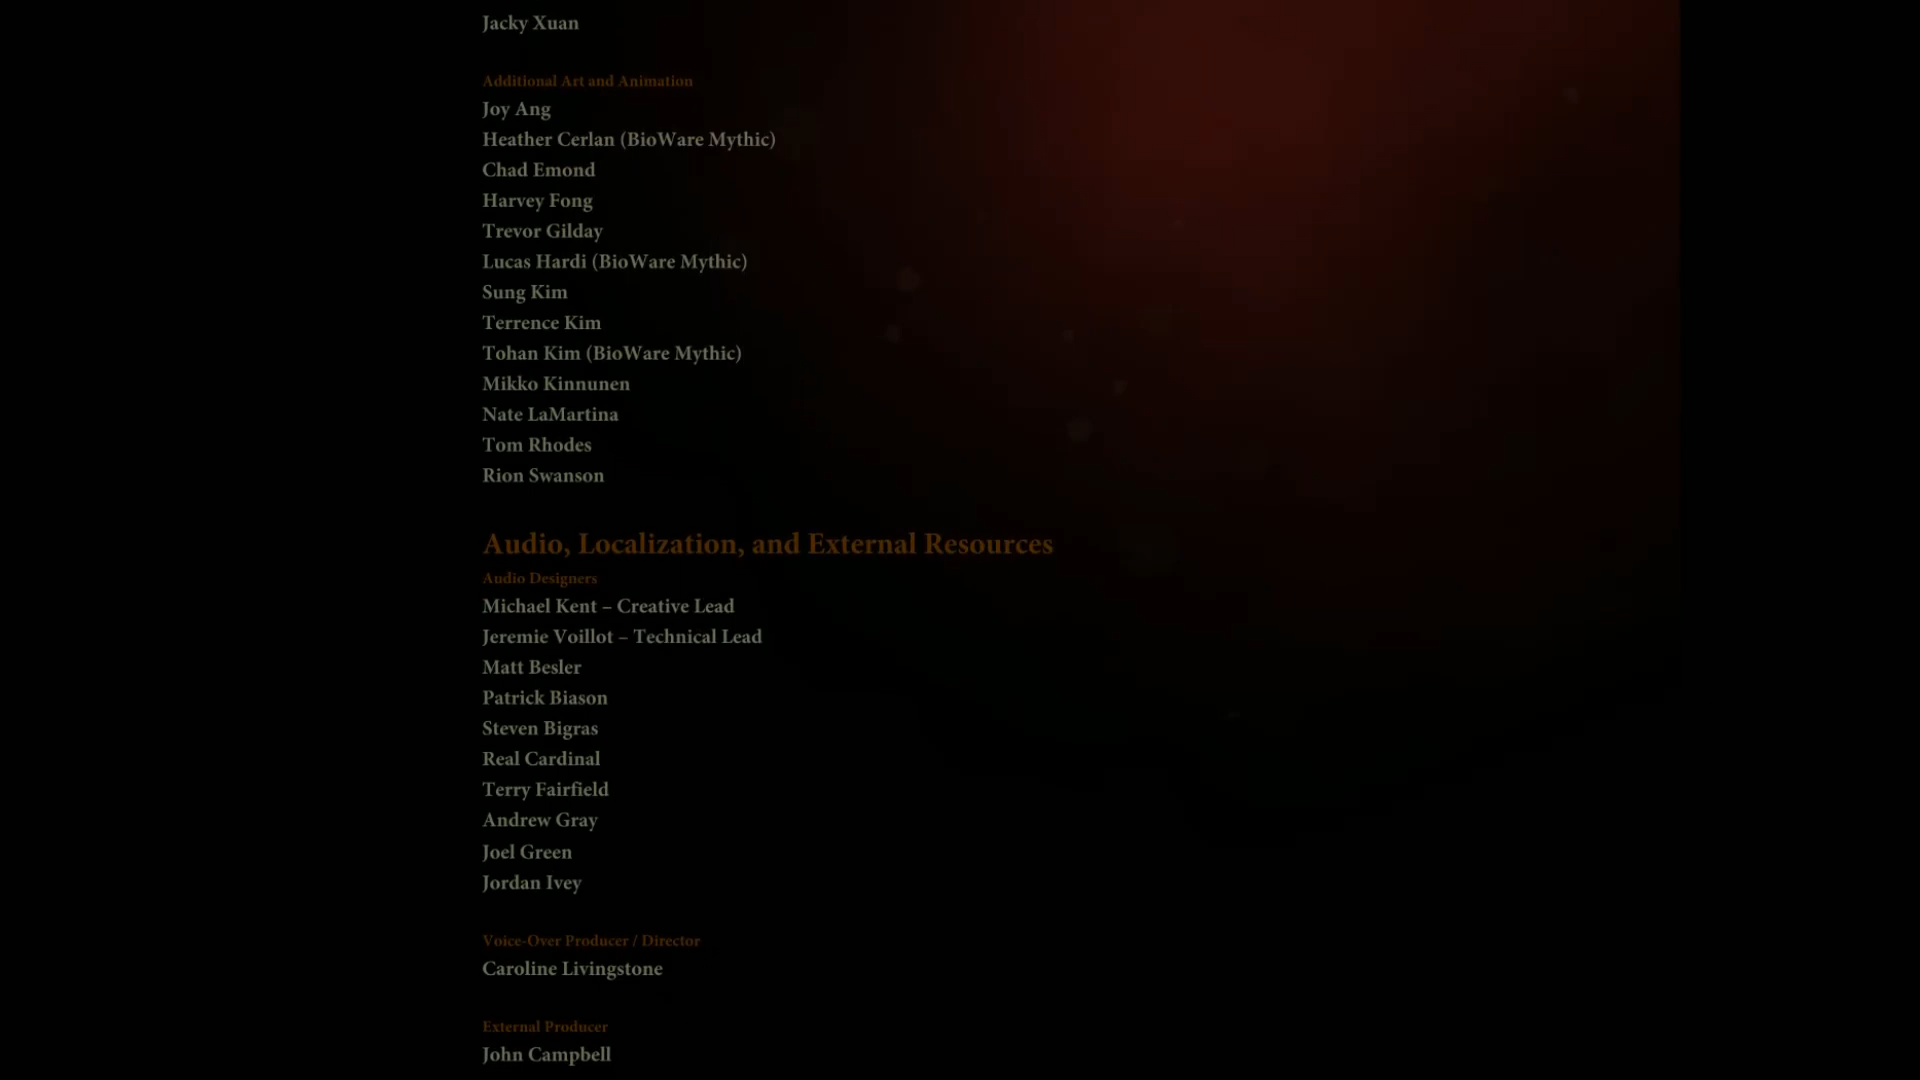 Jacky Xuan
Additional Art and Animation
Joy Ang
Heather Cerlan (BioWare Mythic)
Chad Emond
Harvey Fong
Trevor Gilday
Lucas Hardi (BioWare Mythic)
Sung Kim
Terrence Kim
Tohan Kim (BioWare Mythic)
Mikko Kinnunen
Nate LaMartina
Tom Rhodes
Rion Swanson
Audio, Localization, and External Resources
Audio Designers
Michael Kent – Creative Lead
Jeremie Voillot – Technical Lead
Matt Besler
Patrick Biason
Steven Bigras
Real Cardinal
Terry Fairfield
Andrew Gray
Joel Green
Jordan Ivey
Voice-Over Producer / Director
Caroline Livingstone
External Producer
John Campbell